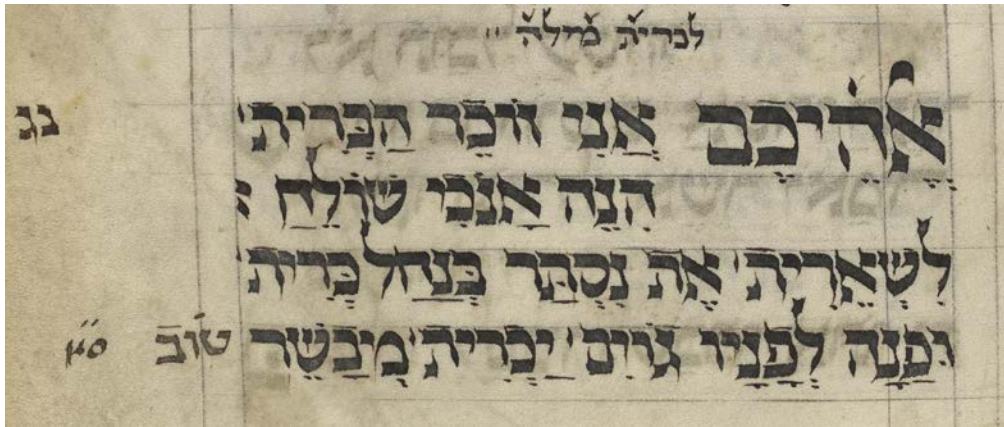 לברית מילה
אלהיכם אני זוכר הברית
הנה אנכי שולח
לשארית את נסתר בנחל כרית
ופנה לפניו גוים יכרית מבשר טוב